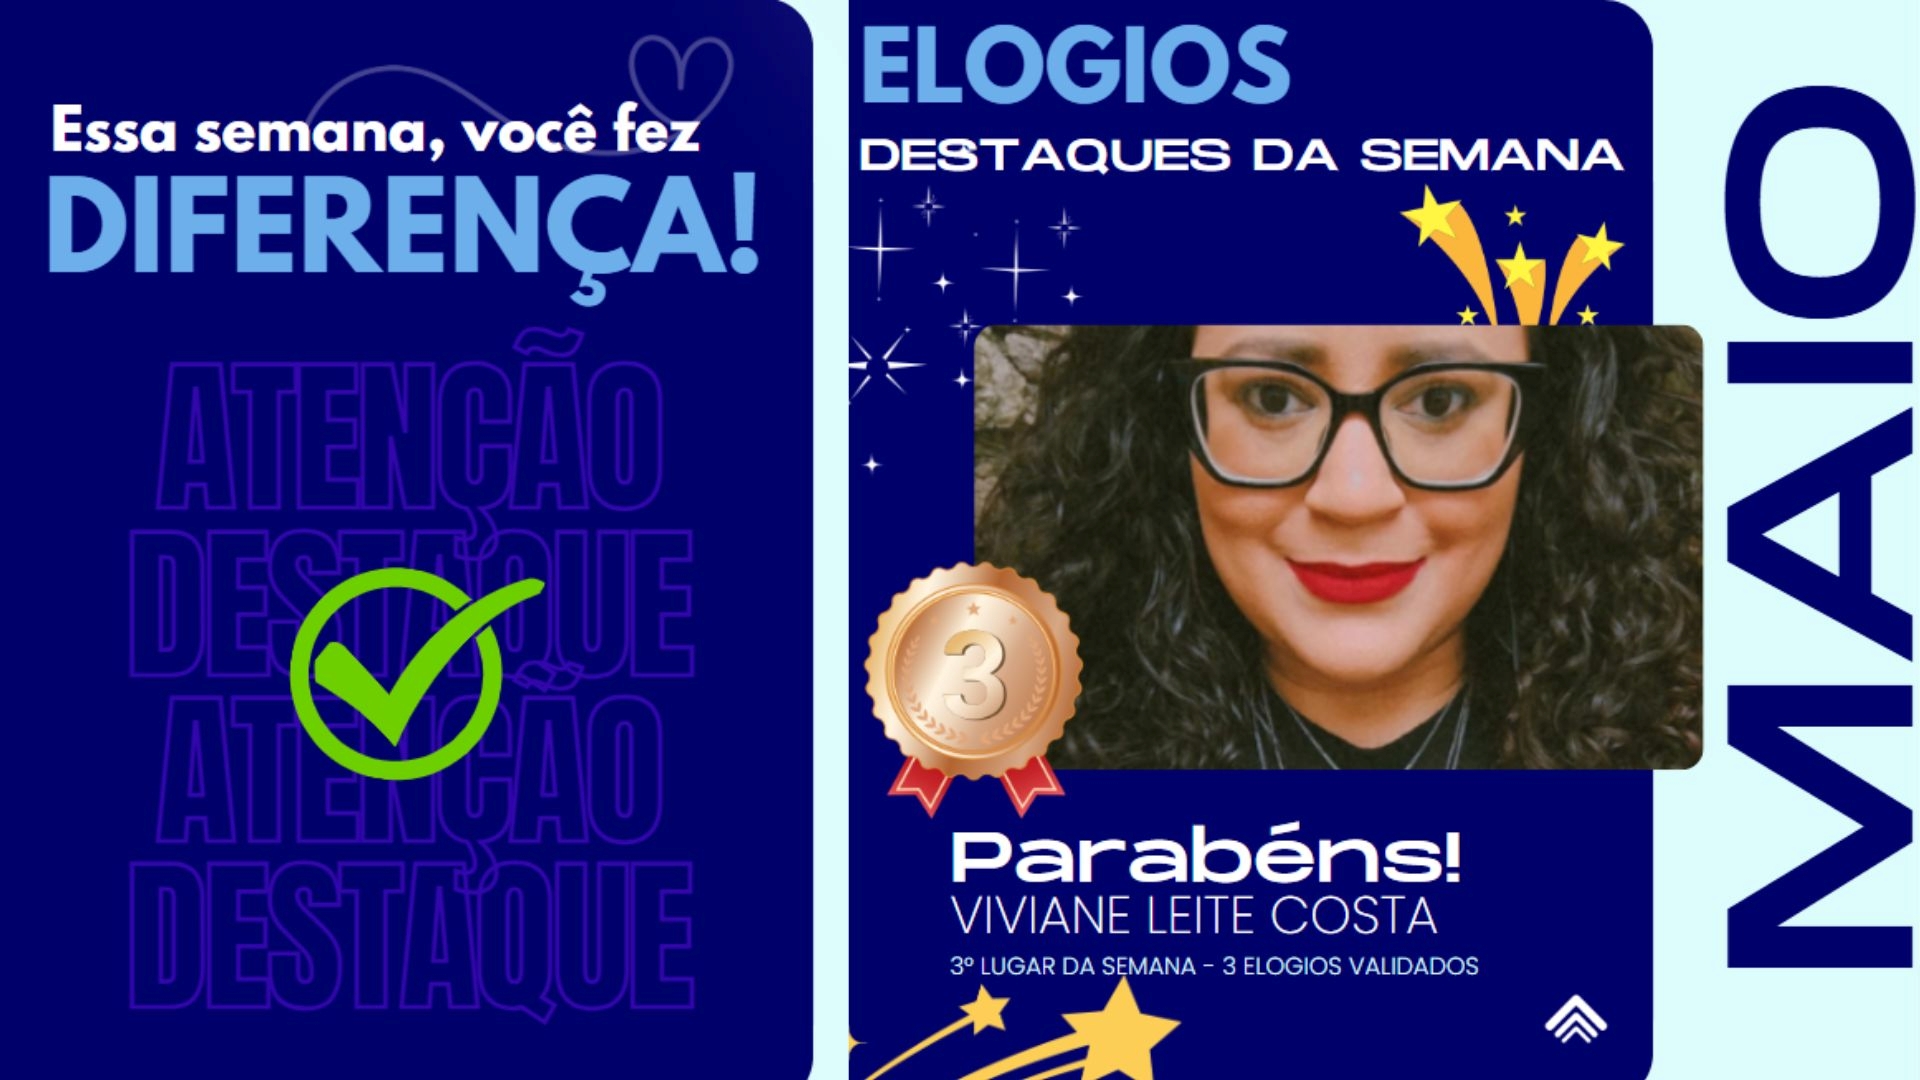 Essa semana, você fez
DIFERENÇA!
ATENÇÃO
DESTAQUE
ATENÇÃO
DESTAQUE
ELOGIOS
DESTAQUES DA SEMANA
3
Parabéns!
VIVIANE LEITE COSTA
3º LUGAR DA SEMANA - 3 ELOGIOS VALIDADOS
MAIO